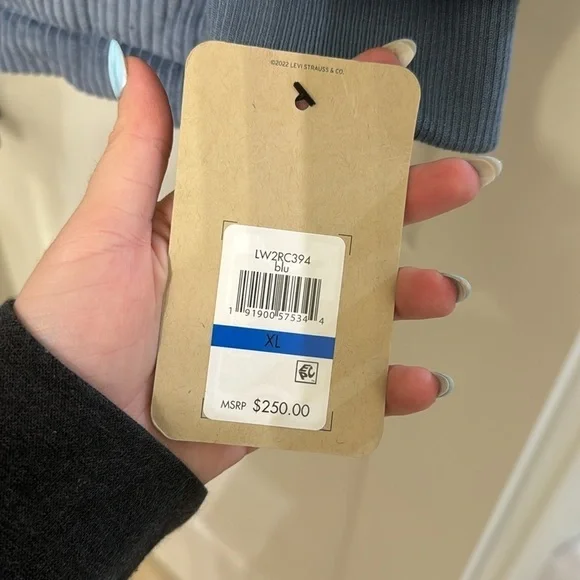 ©2022 LEVI STRAUSS & CO.
LW2RC394
blu
1 91900 57534 4
XL
MSRP $250.00